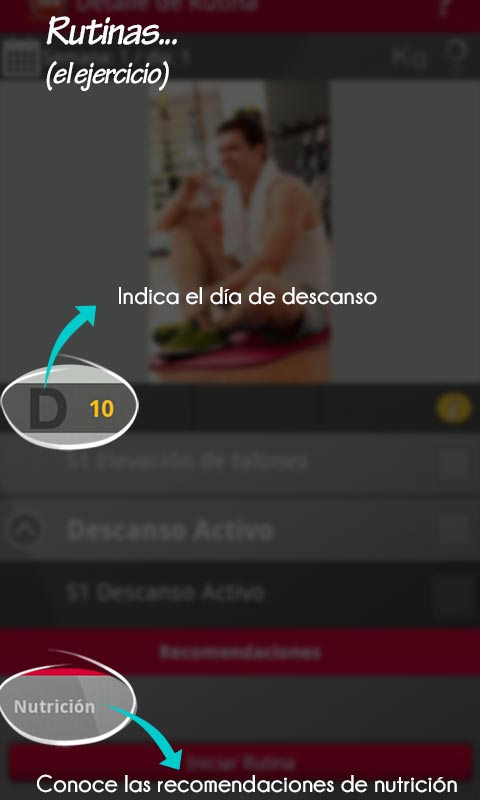 Detalle de Rutina
?
Rutinas...
(el ejercicio)
1
Kg
Indica el día de descanso
D 10
S1 Elevación de talones
Descanso Activo
S1 Descanso Activo
Recomendaciones
Nutrición
Iniciar Rutina
Conoce las recomendaciones de nutrición